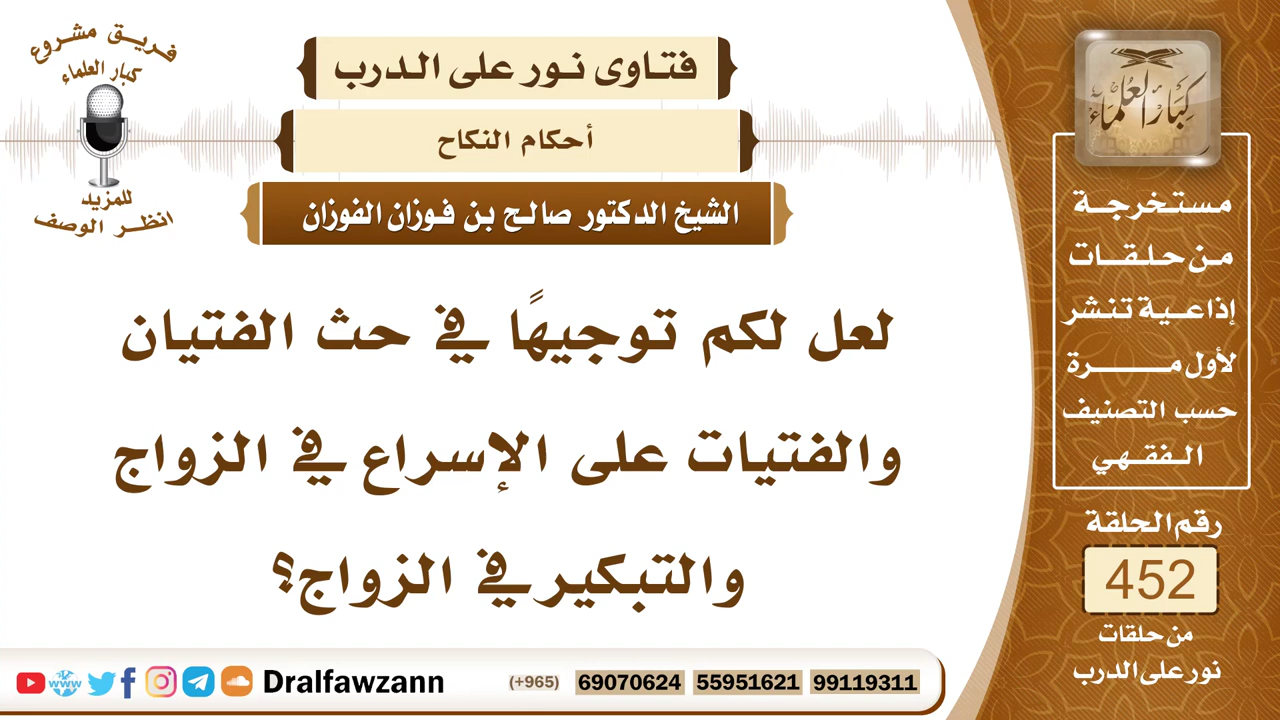 فريق مشروع
كبار العلماء
للمزيد
انظر الوصف
فتاوى نور على الدرب
أحكام النكاح
الشيخ الدكتور صالح بن فوزان الفوزان
لعل لكم توجيهًا في حث الفتيان
والفتيات على الإسراع في الزواج
والتبكير في الزواج؟
كبار العلماء
مستخرجة
من حلقات
إذاعية تنشر
لأول مرة
حسب التصنيف
الفقهي
رقم الحلقة
452
من حلقات
نور على الدرب
www
Dralfawzann
(+965) 69070624 55951621 99119311